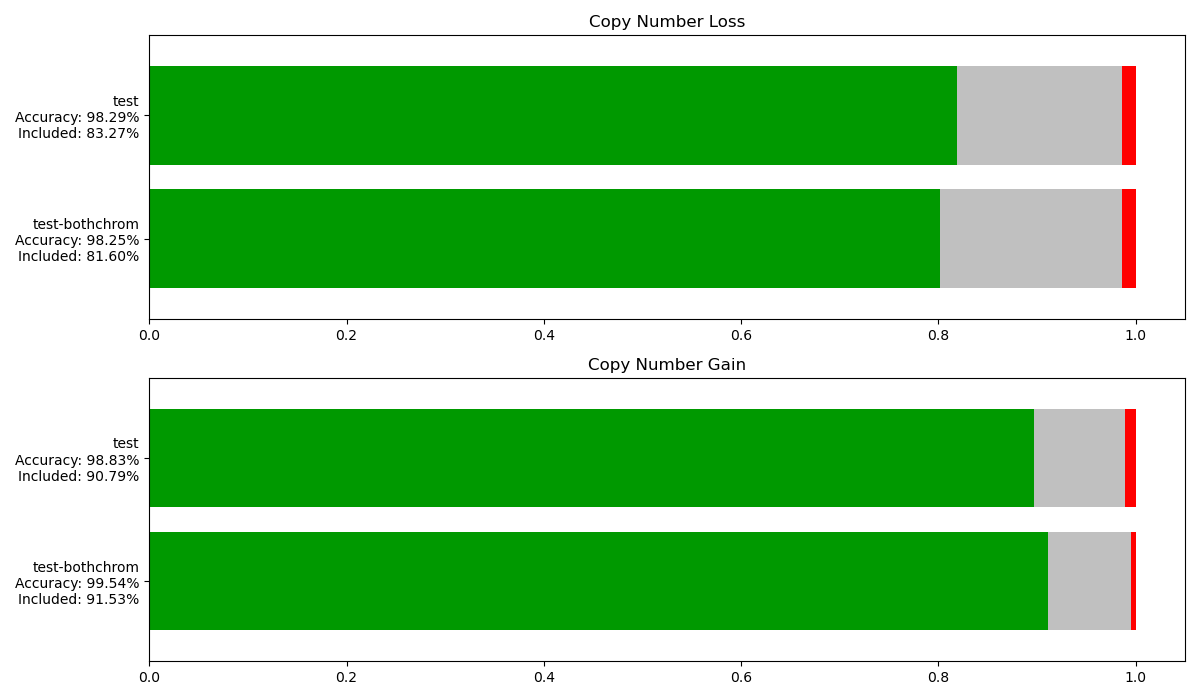 Copy Number Loss
test
Accuracy: 98.29%
Included: 83.27%
test-bothchrom
Accuracy: 98.25%
Included: 81.60%
0.0 0.2 0.4 0.6 0.8 1.0
Copy Number Gain
test
Accuracy: 98.83%
Included: 90.79%
test-bothchrom
Accuracy: 99.54%
Included: 91.53%
0.0 0.2 0.4 0.6 0.8 1.0